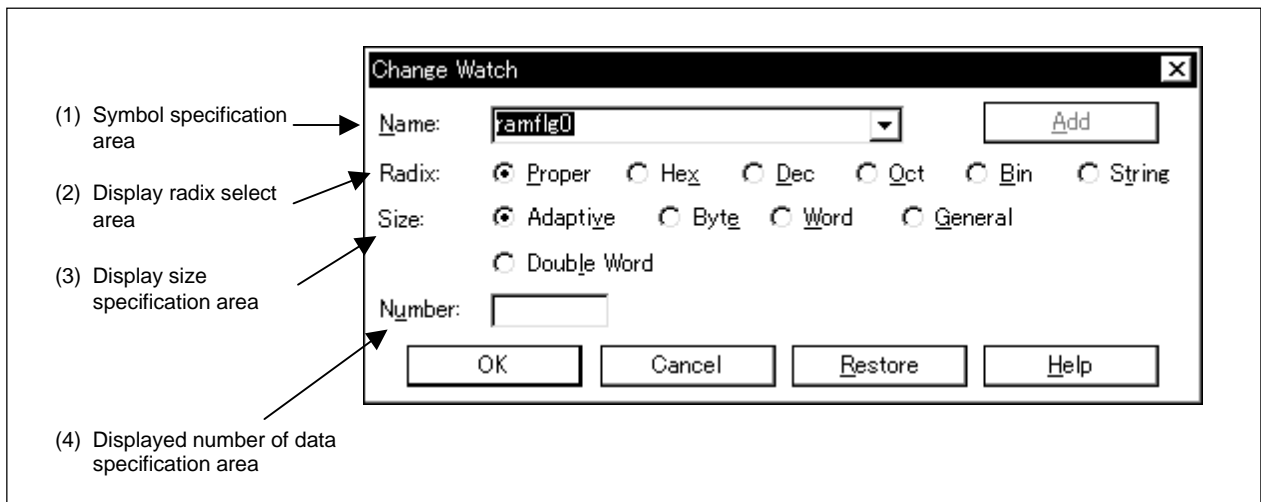 Change Watch
(1) Symbol specification
area
Name: ramflg0 Add
(2) Display radix select
area
Radix: Proper Hex Dec Oct Bin String
Size: Adaptive Byte Word General
Double Word
(3) Display size
specification area
Number:
OK Cancel Restore Help
(4) Displayed number of data
specification area